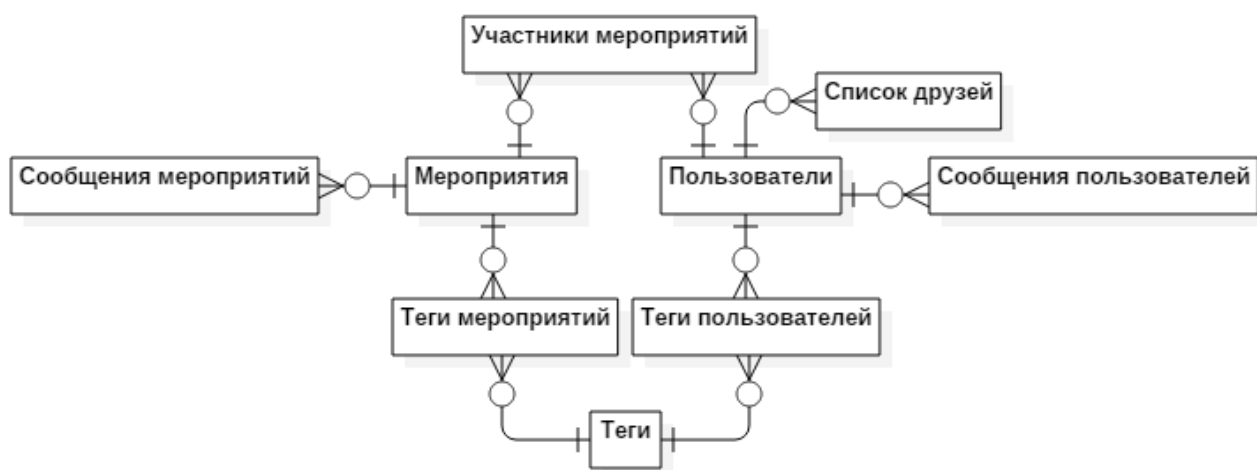 Участники мероприятий
Список друзей
Сообщения мероприятий
Мероприятия
Пользователи
Сообщения пользователей
Теги мероприятий
Теги пользователей
Теги